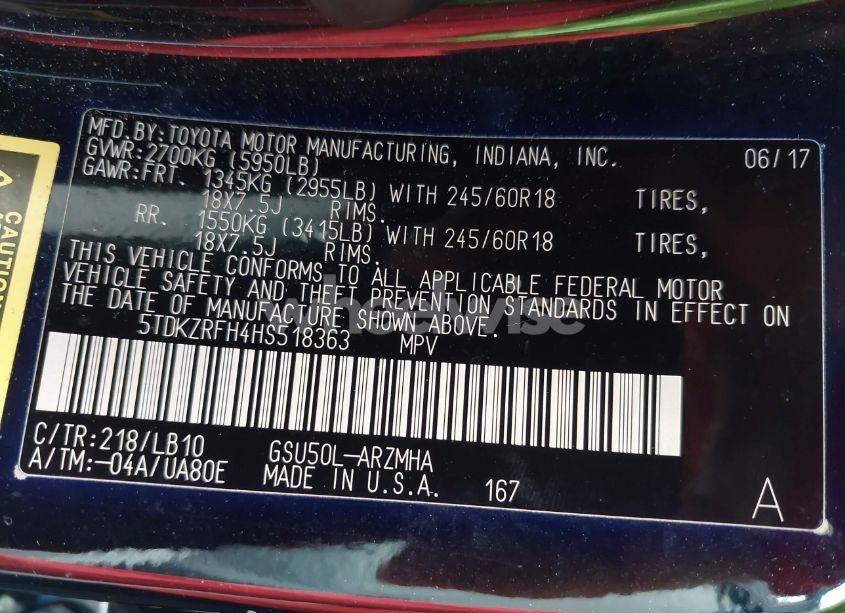 MFD.BY:TOYOTA MOTOR MANUFACTURING, INDIANA, INC. 06/17
GVWR:2700KG (5950LB)
GAWR:FRT. 1345KG (2955LB) WITH 245/60R18 TIRES,
18X7.5J RIMS.
RR. 1550KG (3415LB) WITH 245/60R18 TIRES,
18X7.5J RIMS.
THIS VEHICLE CONFORMS TO ALL APPLICABLE FEDERAL MOTOR
VEHICLE SAFETY AND THEFT PREVENTION STANDARDS IN EFFECT ON
THE DATE OF MANUFACTURE SHOWN ABOVE.
5TDKZRFH4HS518363 MPV
C/TR:218/LB10 GSU50L-ARZMHA
A/TM:-04A/UA80E MADE IN U.S.A. 167 A
CAUTION